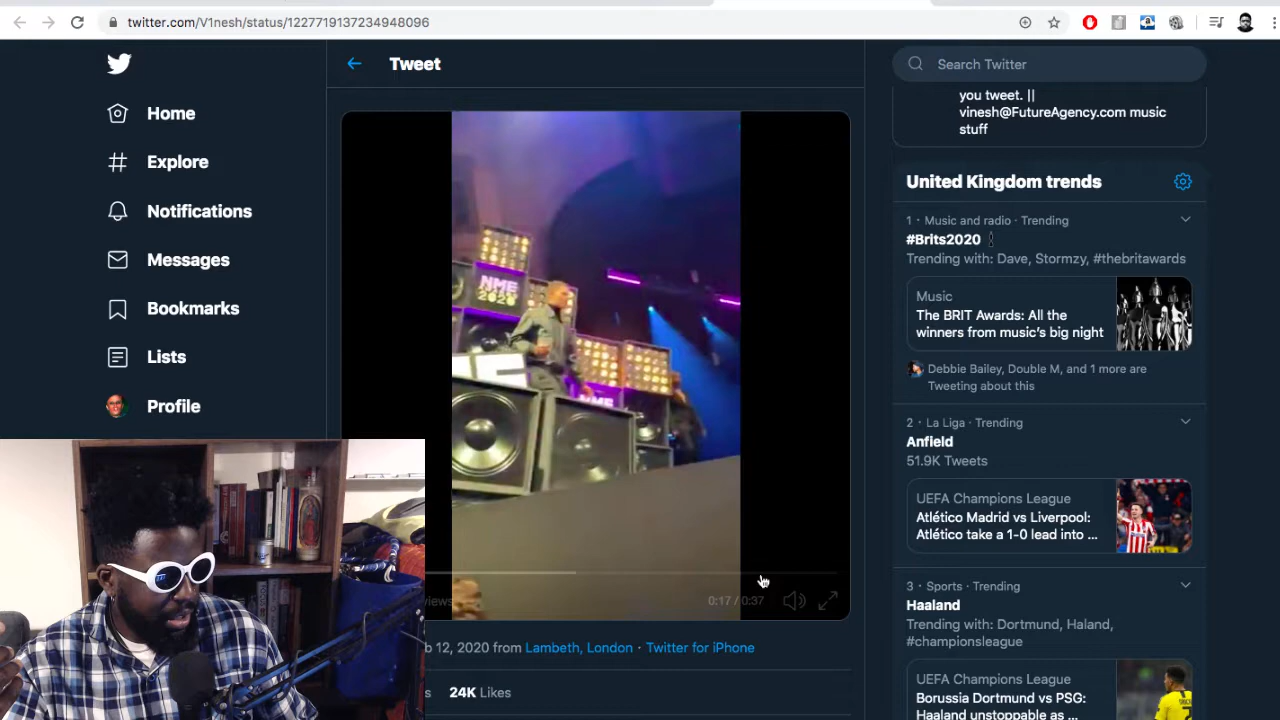 twitter.com/V1nesh/status/1227719137234948096
Home
Explore
Notifications
Messages
Bookmarks
Lists
Profile
Tweet
NME
2020
NME
views
0:17 / 0:37
b 12, 2020 from Lambeth, London · Twitter for iPhone
s 24K Likes
Search Twitter
you tweet. ||
vinesh@FutureAgency.com music
stuff
United Kingdom trends
1 · Music and radio · Trending
#Brits2020
Trending with: Dave, Stormzy, #thebritawards
Music
The BRIT Awards: All the
winners from music's big night
Debbie Bailey, Double M, and 1 more are
Tweeting about this
2 · La Liga · Trending
Anfield
51.9K Tweets
UEFA Champions League
Atlético Madrid vs Liverpool:
Atlético take a 1-0 lead into ...
3 · Sports · Trending
Haaland
Trending with: Dortmund, Haland,
#championsleague
UEFA Champions League
Borussia Dortmund vs PSG:
Haaland unstoppable as ...